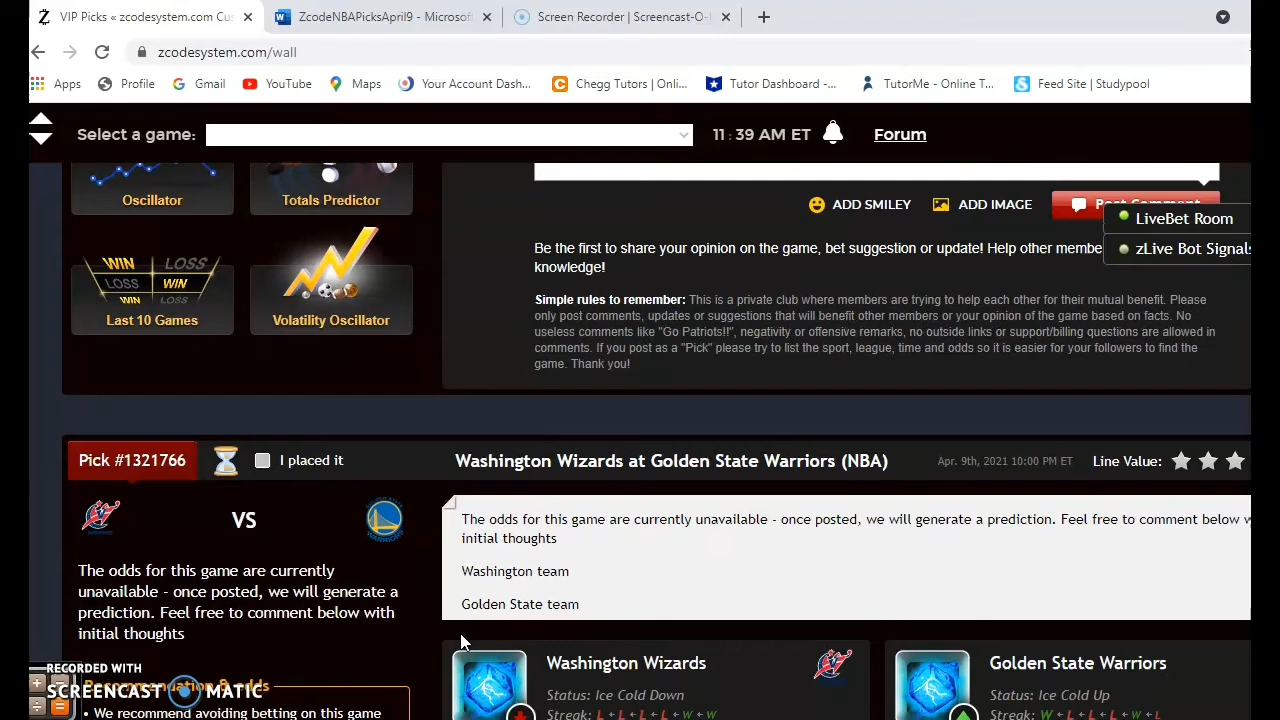 VIP Picks « zcodesystem.com Cus
ZcodeNBAPicksApril9 - Microsof
Screen Recorder | Screencast-O-
zcodesystem.com/wall
Apps
Profile
Gmail
YouTube
Maps
Your Account Dash...
Chegg Tutors | Onli...
Tutor Dashboard -...
TutorMe - Online T...
Feed Site | Studypool
Select a game:
11:39 AM ET
Forum
Oscillator
Totals Predictor
ADD SMILEY
ADD IMAGE
Post Comment
LiveBet Room
zLive Bot Signals
Be the first to share your opinion on the game, bet suggestion or update! Help other membe
knowledge!
WIN LOSS
LOSS WIN
WIN LOSS
Last 10 Games
Volatility Oscillator
Simple rules to remember: This is a private club where members are trying to help each other for their mutual benefit. Please
only post comments, updates or suggestions that will benefit other members or your opinion of the game based on facts. No
useless comments like "Go Patriots!!", negativity or offensive remarks, no outside links or support/billing questions are allowed in
comments. If you post as a "Pick" please try to list the sport, league, time and odds so it is easier for your followers to find the
game. Thank you!
Pick #1321766
I placed it
Washington Wizards at Golden State Warriors (NBA)
Apr. 9th, 2021 10:00 PM ET
Line Value:
VS
The odds for this game are currently
unavailable - once posted, we will generate a
prediction. Feel free to comment below with
initial thoughts
The odds for this game are currently unavailable - once posted, we will generate a prediction. Feel free to comment below w
initial thoughts
Washington team
Golden State team
Recommendation & odds
• We recommend avoiding betting on this game
Washington Wizards
Status: Ice Cold Down
Streak: L L L L W W
Golden State Warriors
Status: Ice Cold Up
Streak: W L L L W L
RECORDED WITH
SCREENCAST MATIC